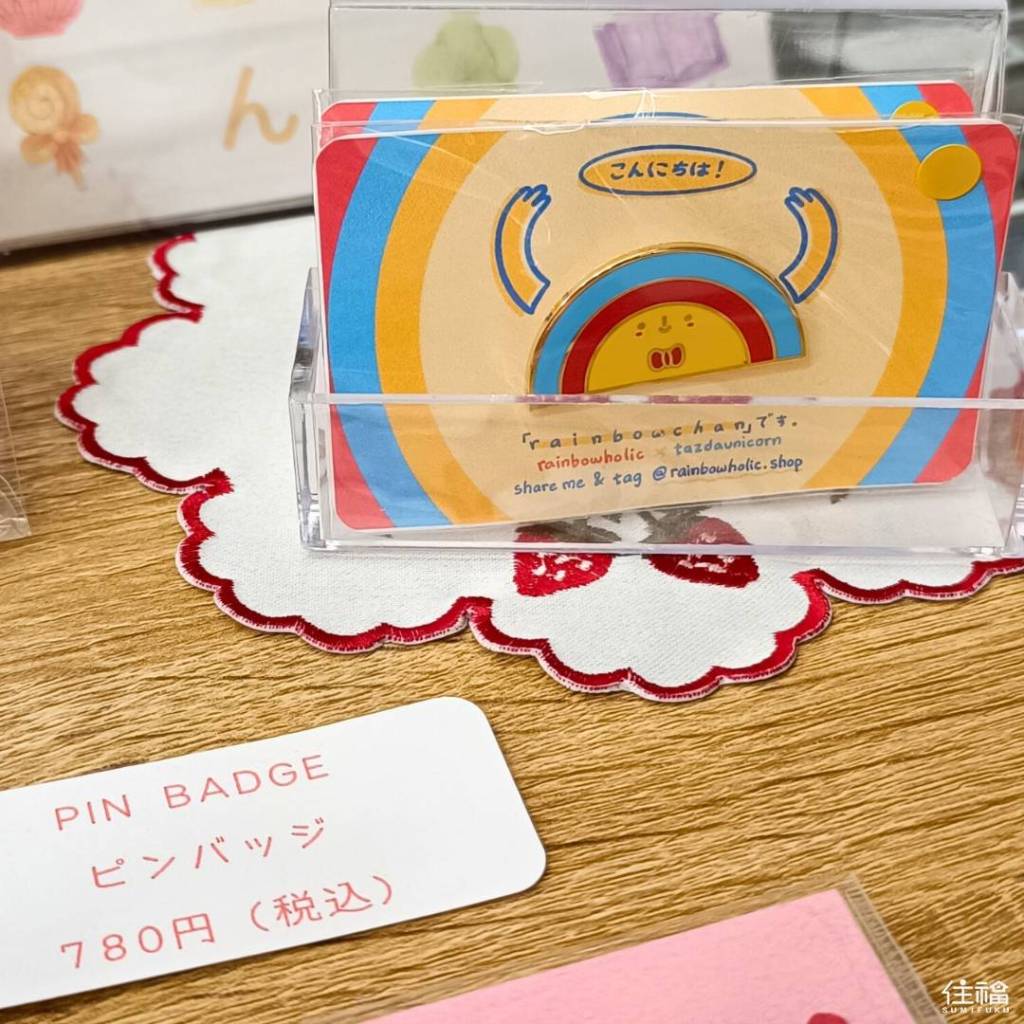 ん
こんにちは!
「rainbowchan」です。
rainbowholic × tazdaunicorn
share me & tag @rainbowholic.shop
PIN BADGE
ピンバッジ
780円(税込)
住福
SUMIFUKU